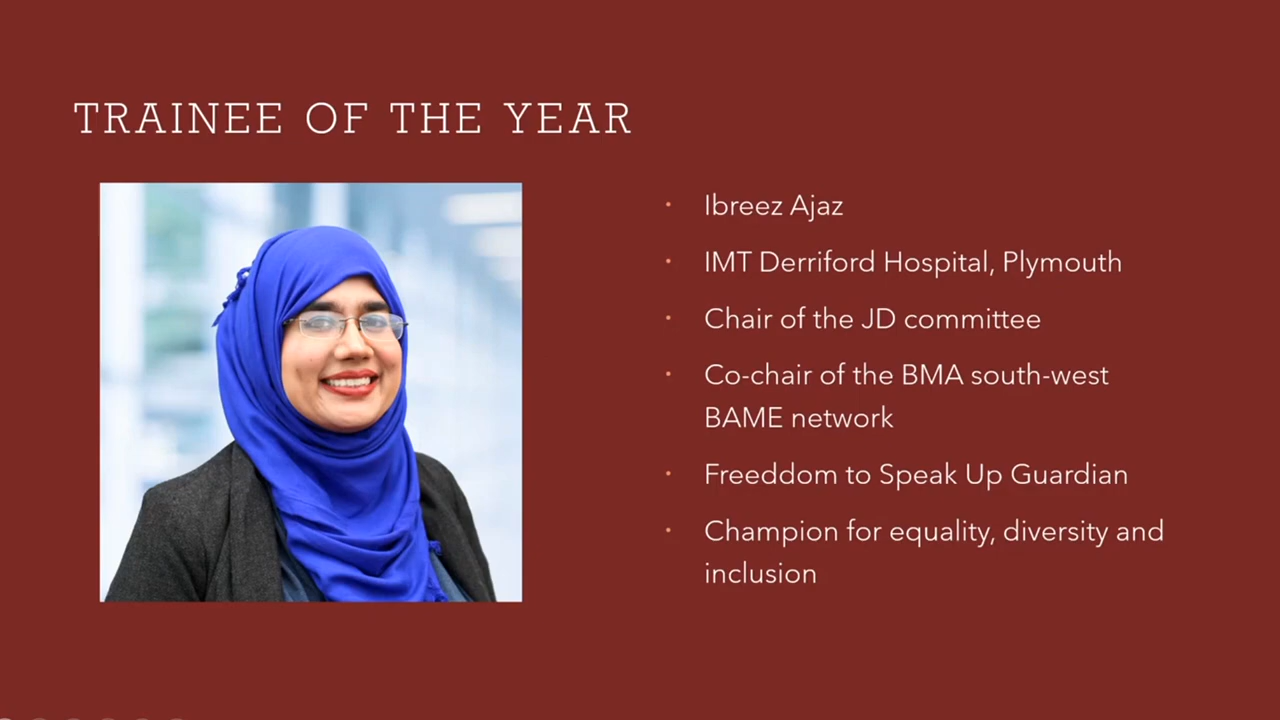 TRAINEE OF THE YEAR
Ibreez Ajaz
IMT Derriford Hospital, Plymouth
Chair of the JD committee
Co-chair of the BMA south-west
BAME network
Freeddom to Speak Up Guardian
Champion for equality, diversity and
inclusion